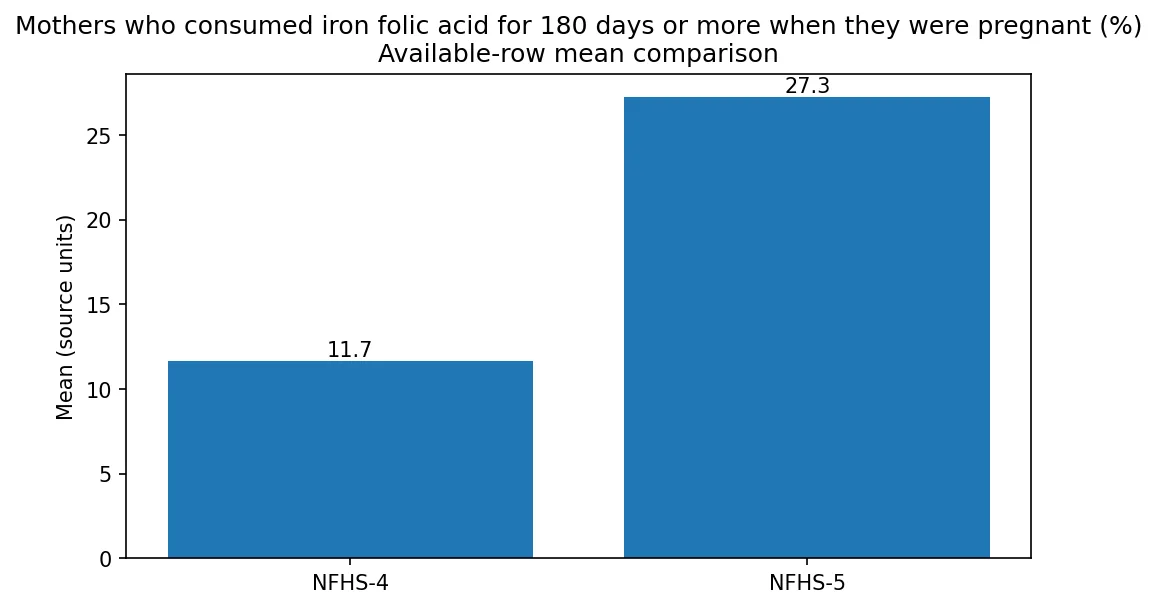 Mothers who consumed iron folic acid for 180 days or more when they were pregnant (%)
Available-row mean comparison
27.3
25
20
Mean (source units)
15
11.7
10
5
0
NFHS-4
NFHS-5